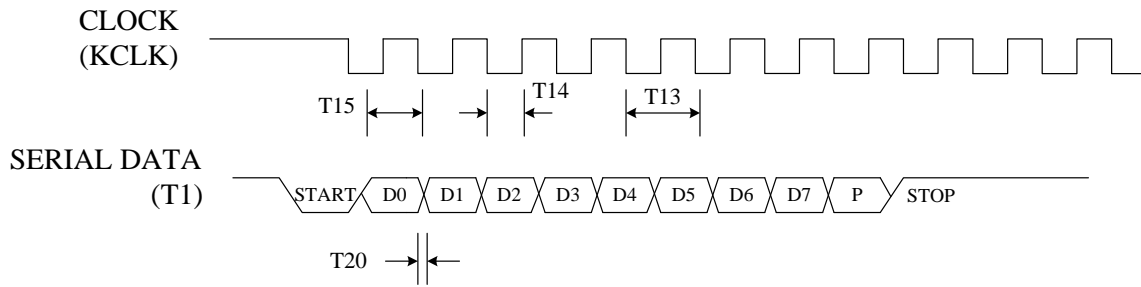 CLOCK
(KCLK)
T15
T14
T13
SERIAL DATA
(T1)
START D0 D1 D2 D3 D4 D5 D6 D7 P STOP
T20